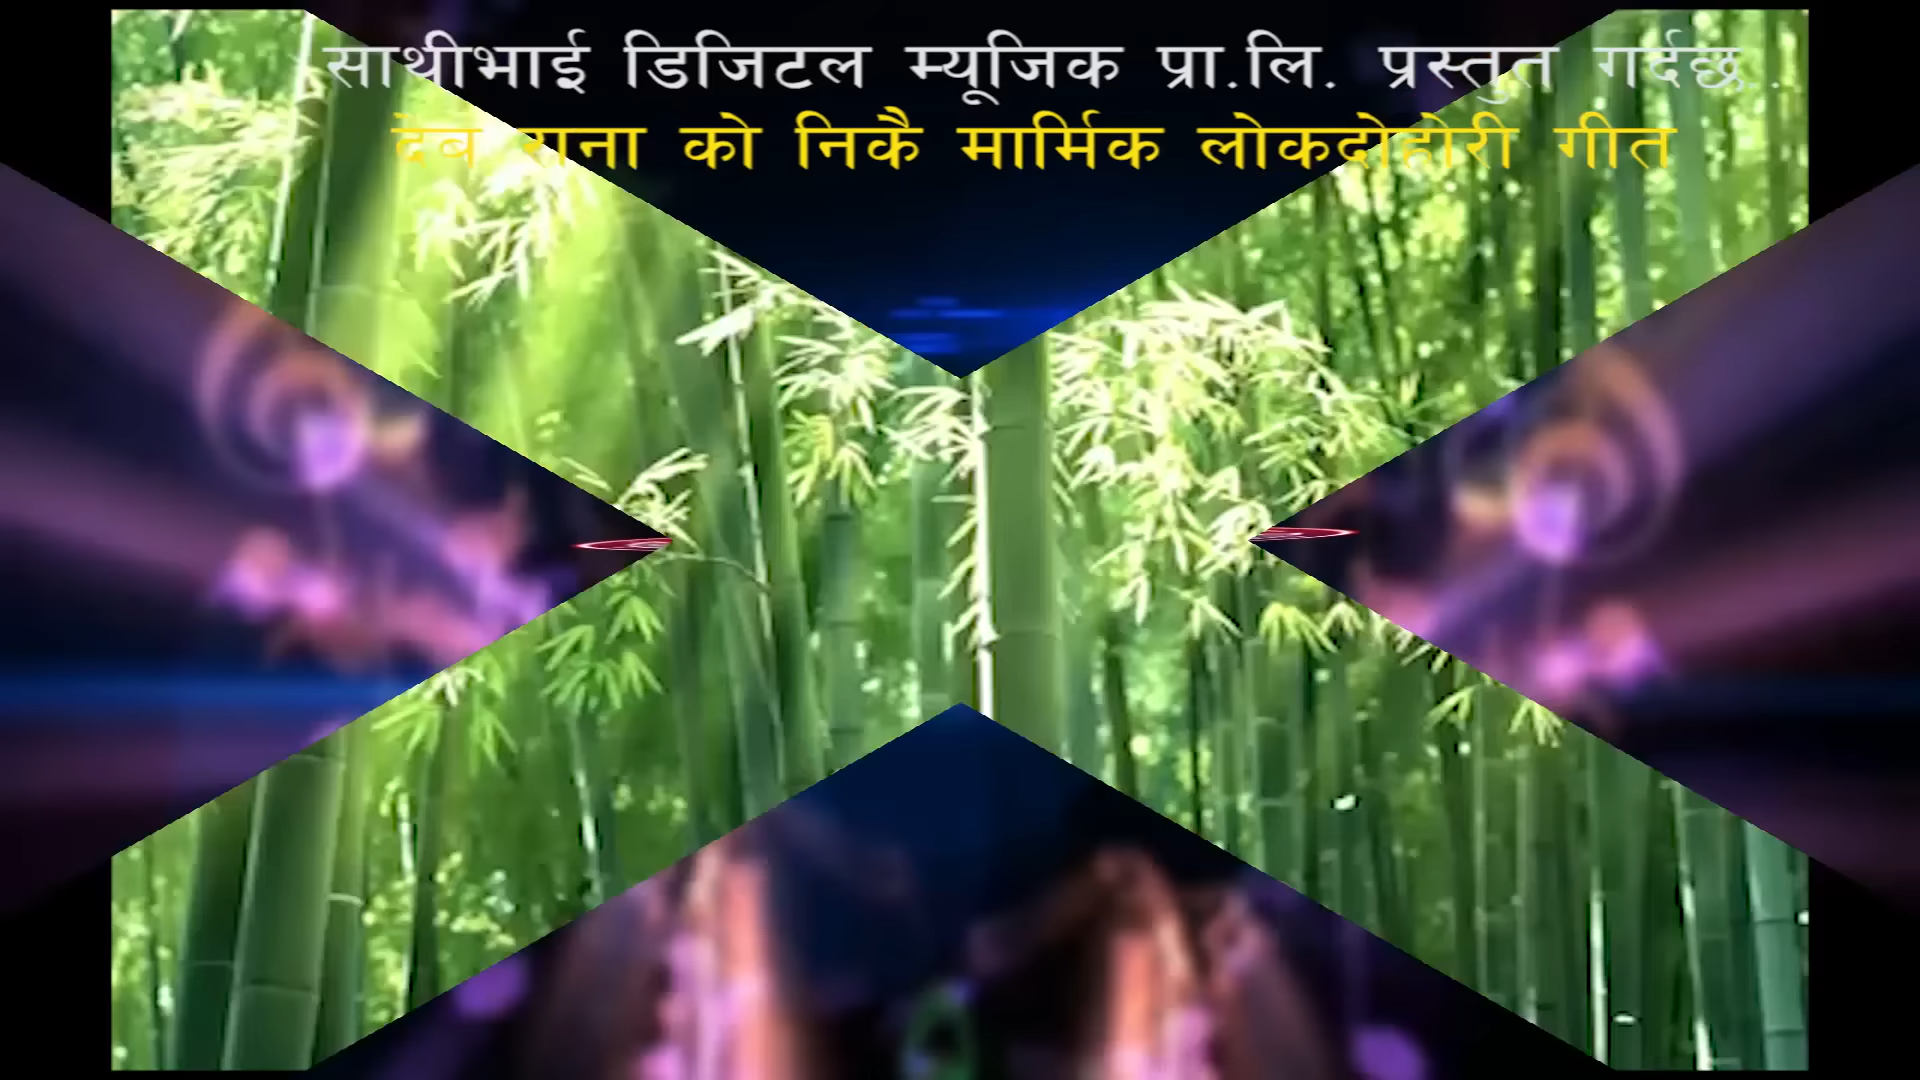 साथीभाई डिजिटल म्यूजिक प्रा.लि. प्रस्तुत गर्दछ..
देब राना को निकै मार्मिक लोकदोहोरी गीत